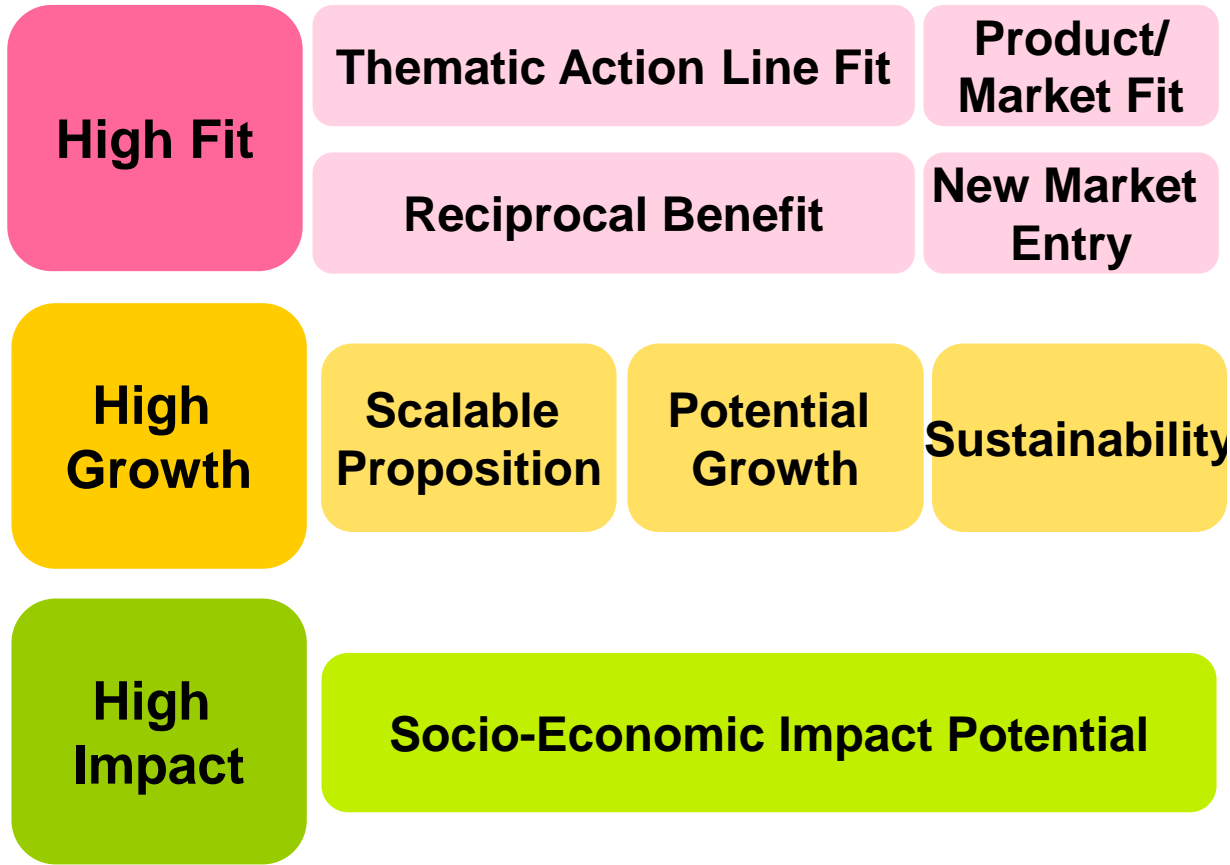 High Fit
Thematic Action Line Fit
Product/
Market Fit
Reciprocal Benefit
New Market
Entry
High
Growth
Scalable
Proposition
Potential
Growth
Sustainability
High
Impact
Socio-Economic Impact Potential